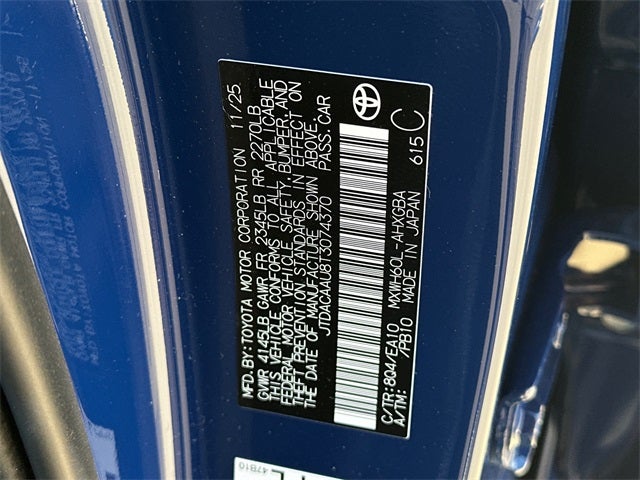 MFD.BY:TOYOTA MOTOR CORPORATION 11/25
GVWR 4145LB GAWR FR 2345LB RR 2270LB
THIS VEHICLE CONFORMS TO ALL APPLICABLE
FEDERAL MOTOR VEHICLE SAFETY, BUMPER, AND
THEFT PREVENTION STANDARDS IN EFFECT ON
THE DATE OF MANUFACTURE SHOWN ABOVE.
JTDACAAU8T3074370 PASS.CAR
C/TR:8Q4/EA10 MXWH60L-AHXGBA
A/TM: /PB10 MADE IN JAPAN 615 C
47B10